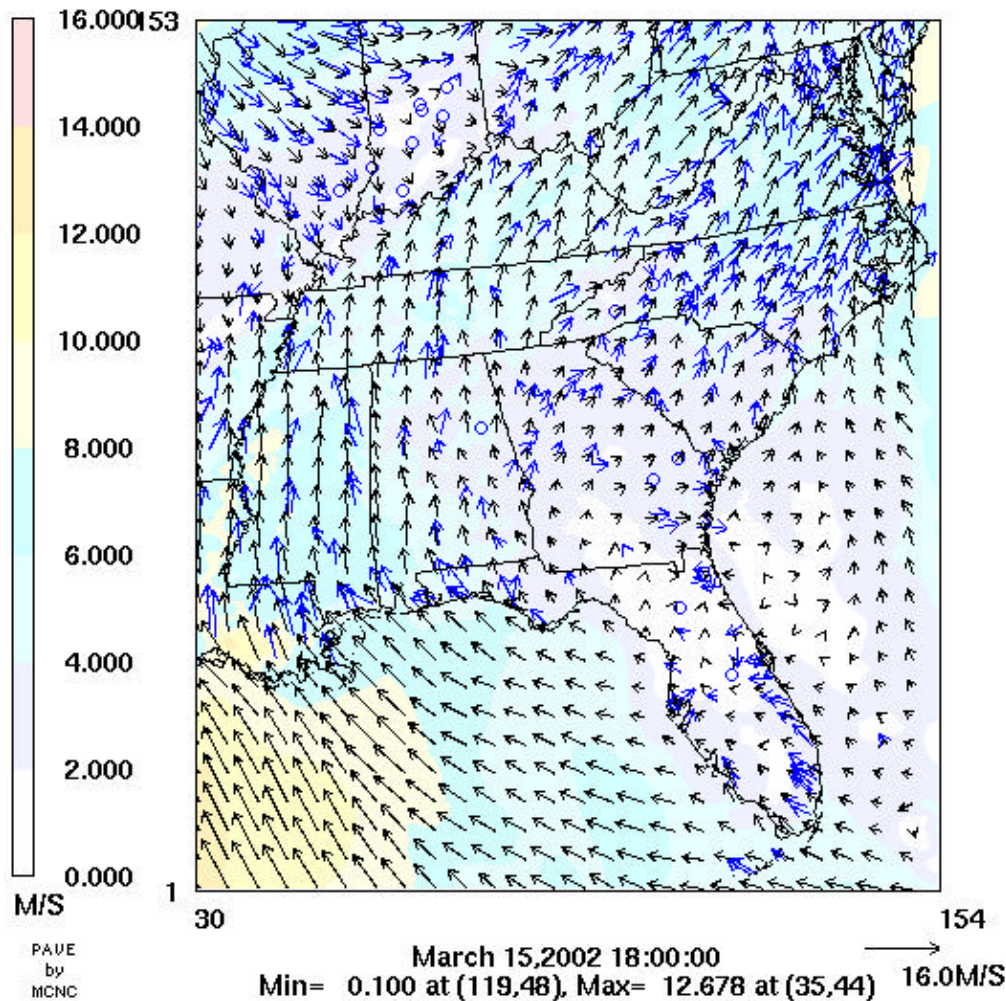 16.000
153
14.000
12.000
10.000
8.000
6.000
4.000
2.000
0.000
1
M/S
30
154
PAVE
by
MCNC
March 15,2002 18:00:00
16.0M/S
Min= 0.100 at (119,48), Max= 12.678 at (35,44)